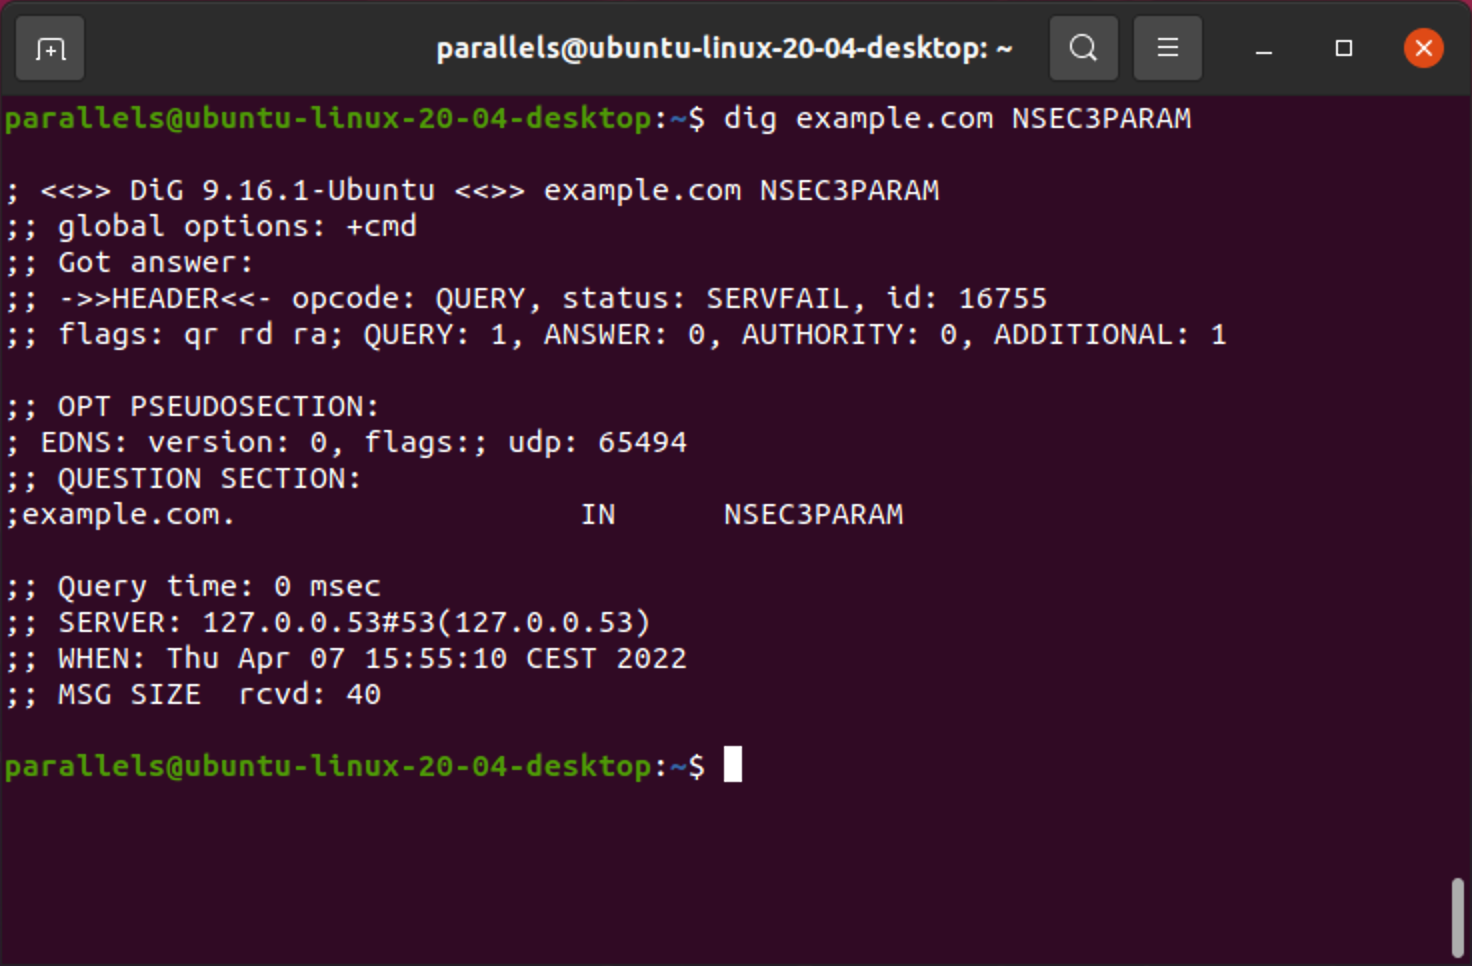 parallels@ubuntu-linux-20-04-desktop: ~
parallels@ubuntu-linux-20-04-desktop:~$ dig example.com NSEC3PARAM
; <<>> DiG 9.16.1-Ubuntu <<>> example.com NSEC3PARAM
;; global options: +cmd
;; Got answer:
;; ->>HEADER<<- opcode: QUERY, status: SERVFAIL, id: 16755
;; flags: qr rd ra; QUERY: 1, ANSWER: 0, AUTHORITY: 0, ADDITIONAL: 1
;; OPT PSEUDOSECTION:
; EDNS: version: 0, flags:; udp: 65494
;; QUESTION SECTION:
;example.com. IN NSEC3PARAM
;; Query time: 0 msec
;; SERVER: 127.0.0.53#53(127.0.0.53)
;; WHEN: Thu Apr 07 15:55:10 CEST 2022
;; MSG SIZE  rcvd: 40
parallels@ubuntu-linux-20-04-desktop:~$